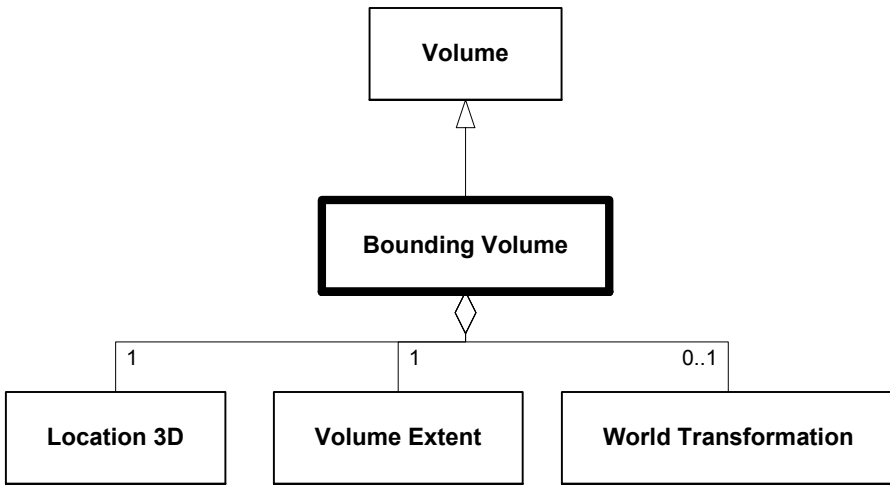 Volume
Bounding Volume
1
1
0..1
Location 3D
Volume Extent
World Transformation